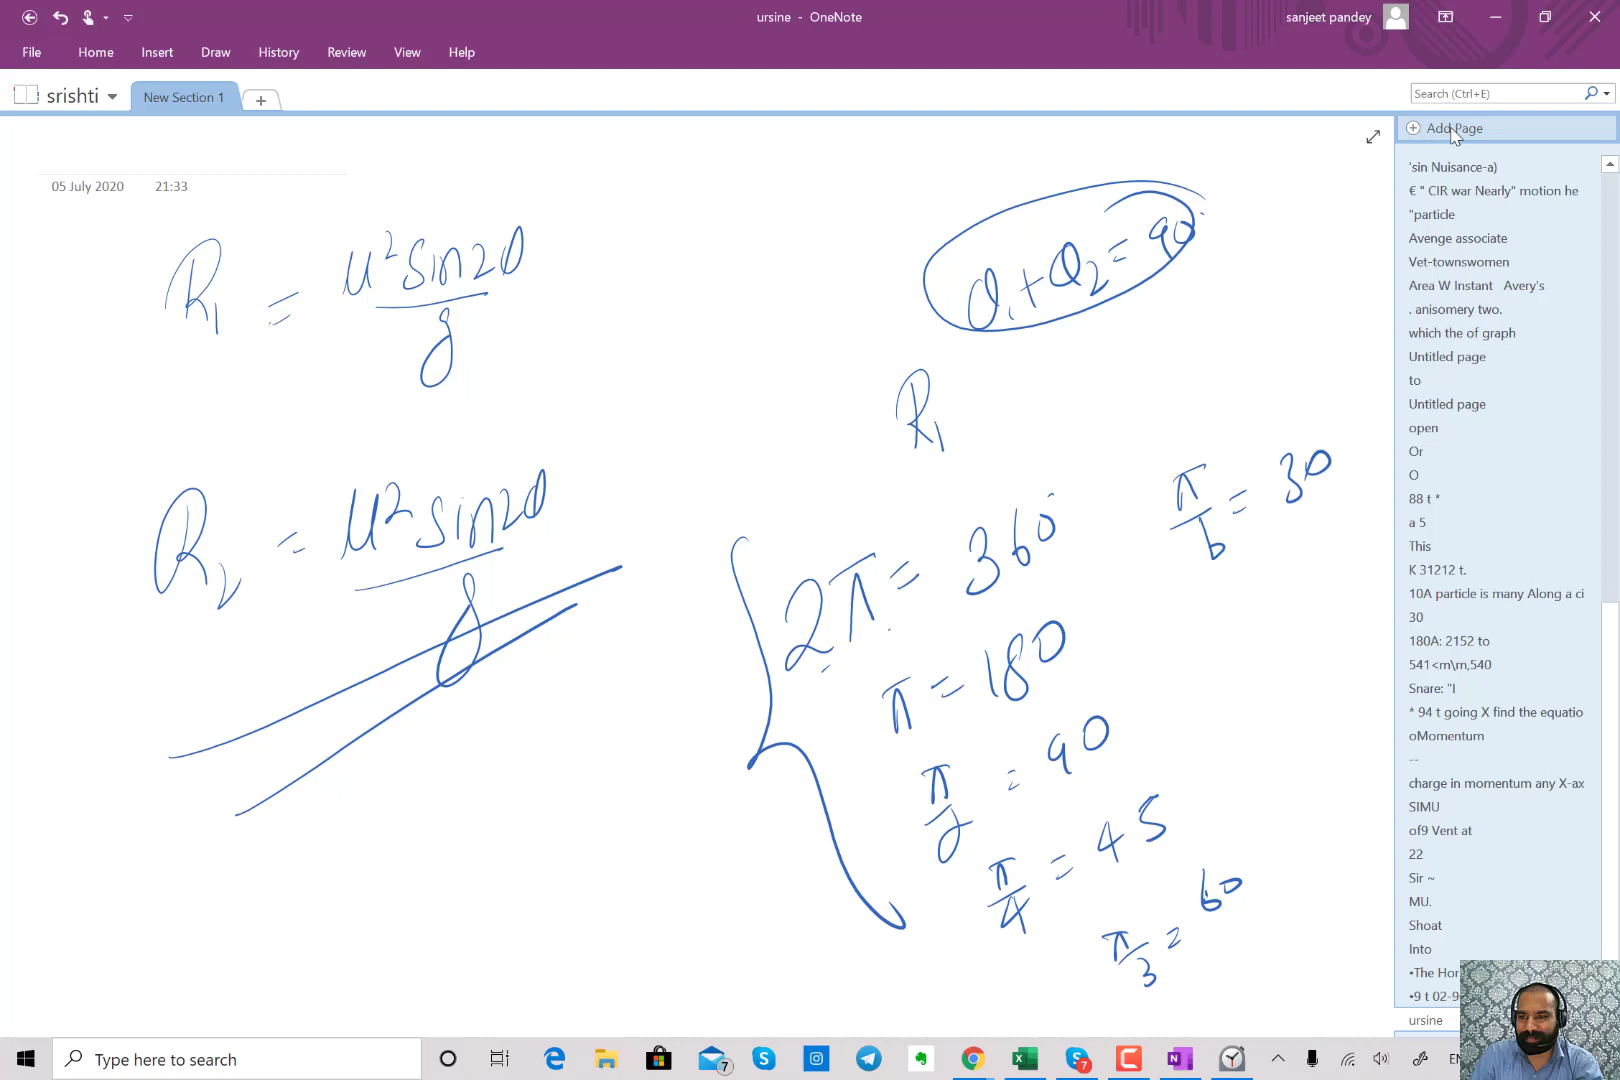 ursine - OneNote
sanjeet pandey
File Home Insert Draw History Review View Help
srishti
New Section 1
Search (Ctrl+E)
Add Page
05 July 2020 21:33
R₁ = u² sin2θ / g
R₂ = u² sin2θ / g
θ₁ + θ₂ = 90°
R₁
2π = 360°
π = 180
π/2 = 90
π/4 = 45
π/3 = 60
π/6 = 30
'sin Nuisance-a)
€ " CIR war Nearly" motion he
"particle
Avenge associate
Vet-townswomen
Area W Instant Avery's
. anisomery two.
which the of graph
Untitled page
to
Untitled page
open
Or
O
88 t *
a 5
This
K 31212 t.
10A particle is many Along a ci
30
180A: 2152 to
541<m\m,540
Snare: "I
* 94 t going X find the equatio
oMomentum
--
charge in momentum any X-ax
SIMU
of9 Vent at
22
Sir ~
MU.
Shoat
Into
•The Hor
•9 t 02-9
ursine
Type here to search
7
7